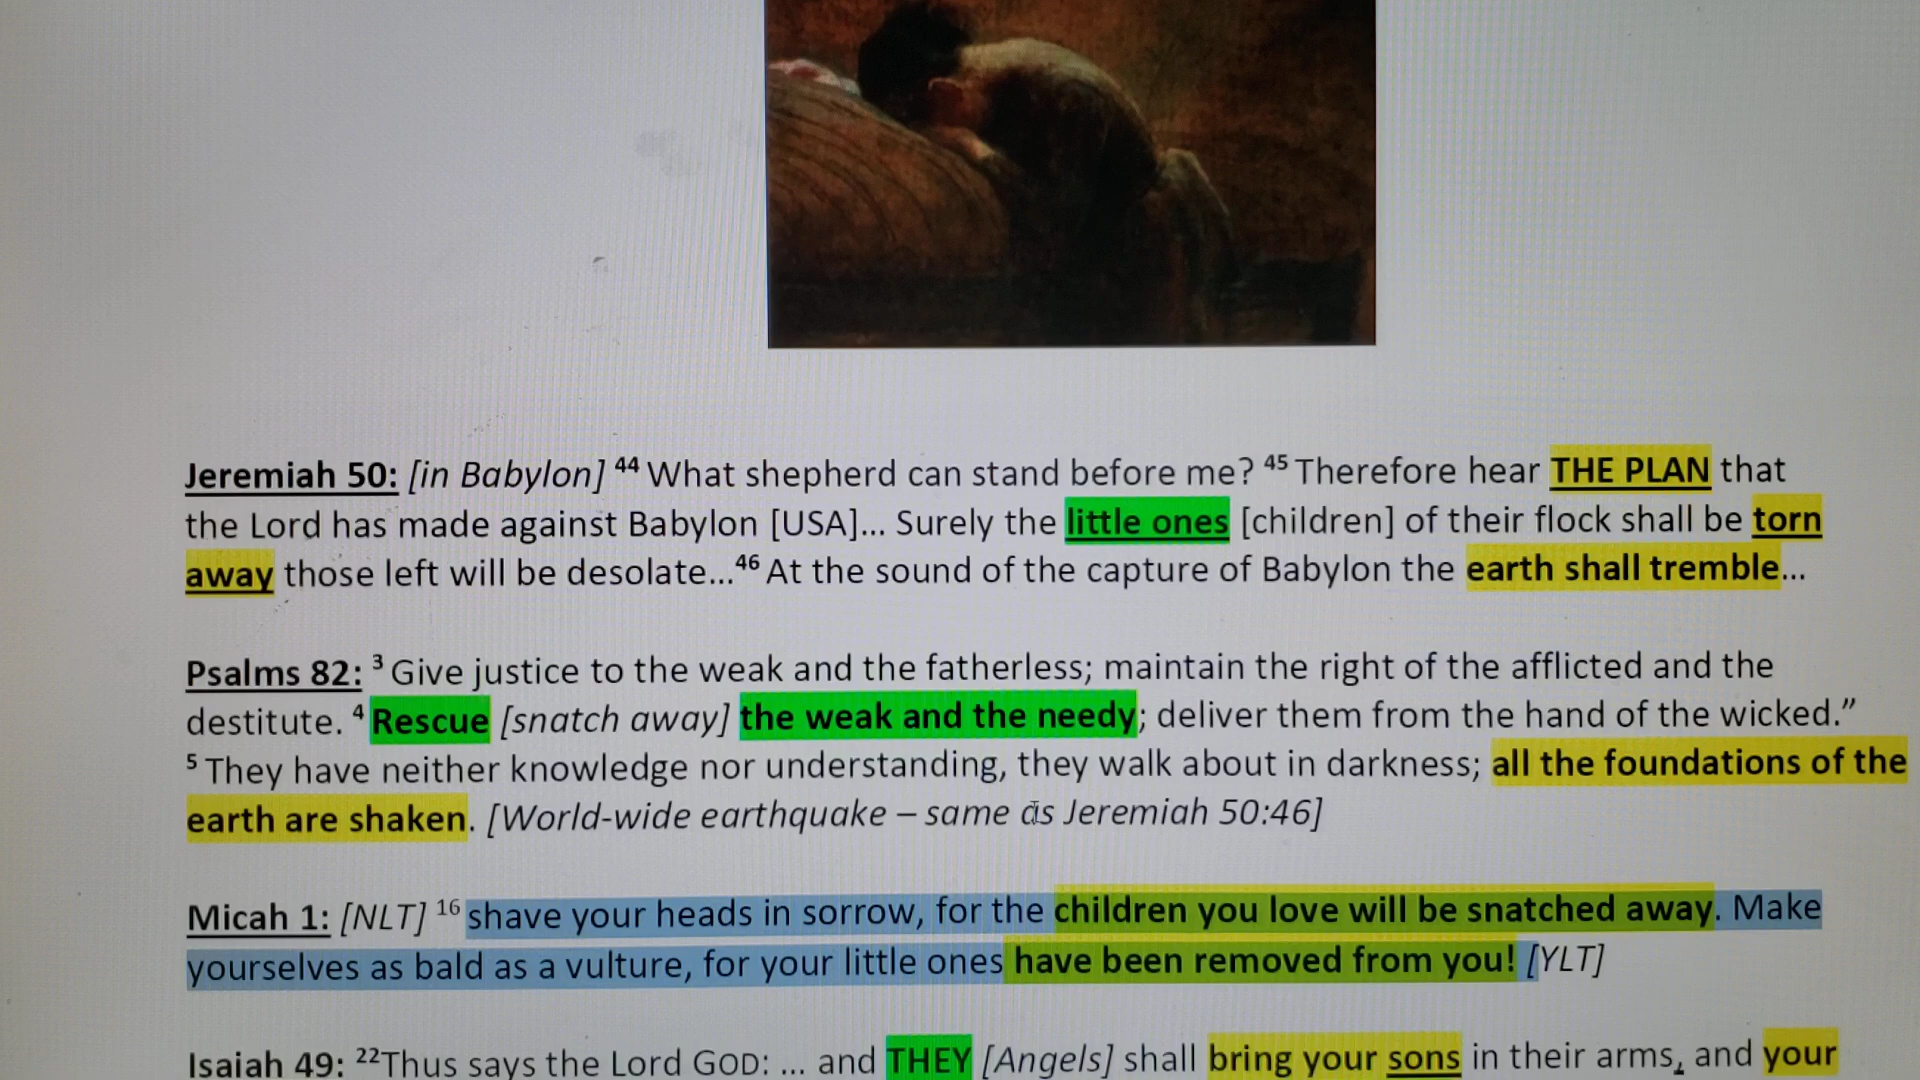 Jeremiah 50: [in Babylon] 44 What shepherd can stand before me? 45 Therefore hear THE PLAN that
the Lord has made against Babylon [USA]... Surely the little ones [children] of their flock shall be torn
away those left will be desolate...46 At the sound of the capture of Babylon the earth shall tremble...
Psalms 82: 3 Give justice to the weak and the fatherless; maintain the right of the afflicted and the
destitute. 4 Rescue [snatch away] the weak and the needy; deliver them from the hand of the wicked.”
5 They have neither knowledge nor understanding, they walk about in darkness; all the foundations of the
earth are shaken. [World-wide earthquake – same as Jeremiah 50:46]
Micah 1: [NLT] 16 shave your heads in sorrow, for the children you love will be snatched away. Make
yourselves as bald as a vulture, for your little ones have been removed from you! [YLT]
Isaiah 49: 22Thus says the Lord GOD: ... and THEY [Angels] shall bring your sons in their arms, and your